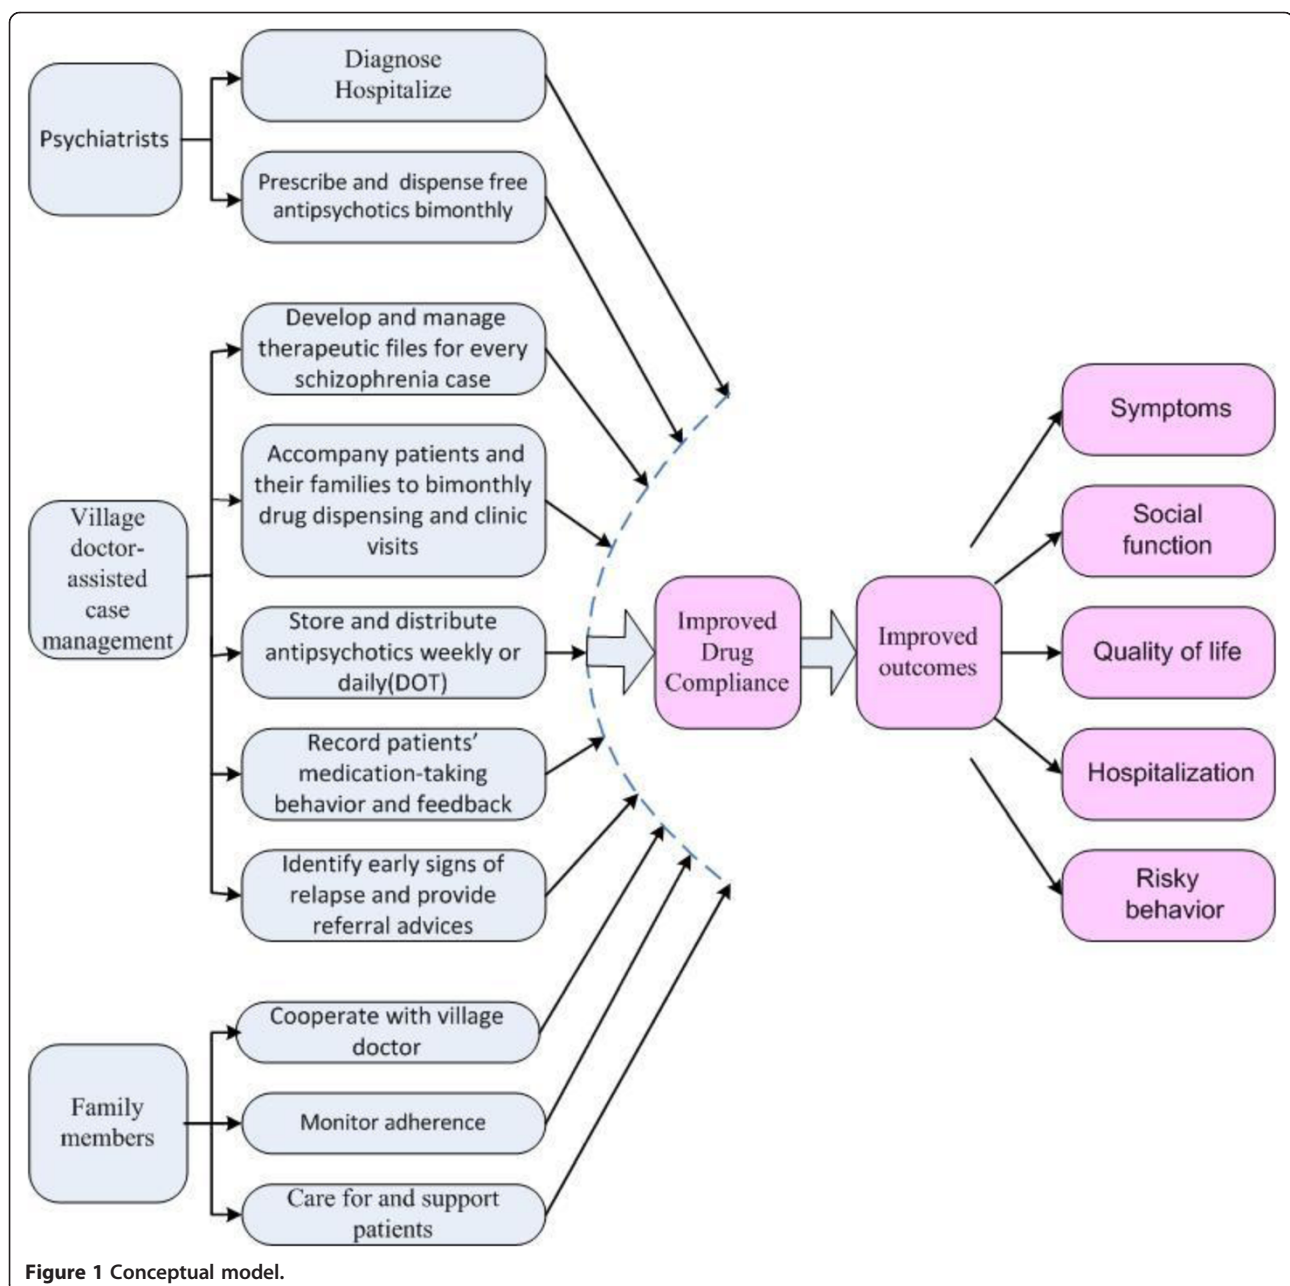 Psychiatrists
Diagnose
Hospitalize
Prescribe and dispense free
antipsychotics bimonthly
Village
doctor-
assisted
case
management
Develop and manage
therapeutic files for every
schizophrenia case
Accompany patients and
their families to bimonthly
drug dispensing and clinic
visits
Store and distribute
antipsychotics weekly or
daily(DOT)
Record patients’
medication-taking
behavior and feedback
Identify early signs of
relapse and provide
referral advices
Family
members
Cooperate with village
doctor
Monitor adherence
Care for and support
patients
Improved
Drug
Compliance
Improved
outcomes
Symptoms
Social
function
Quality of life
Hospitalization
Risky
behavior
Figure 1 Conceptual model.